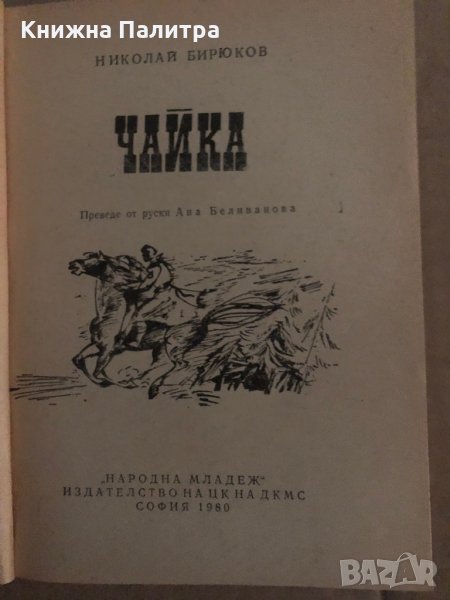 Книжна Палитра
НИКОЛАЙ БИРЮКОВ
ЧАЙКА
Преведе от руски Ана Беливанова
„НАРОДНА МЛАДЕЖ“
ИЗДАТЕЛСТВО НА ЦК НА ДКМС
СОФИЯ 1980
BAZAR